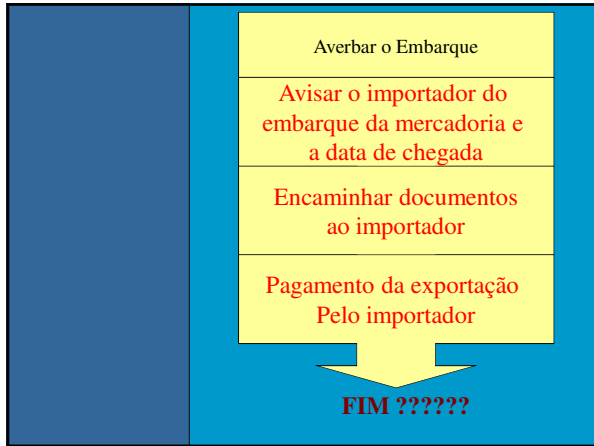 Averbar o Embarque
Avisar o importador do
embarque da mercadoria e
a data de chegada
Encaminhar documentos
ao importador
Pagamento da exportação
Pelo importador
FIM ??????